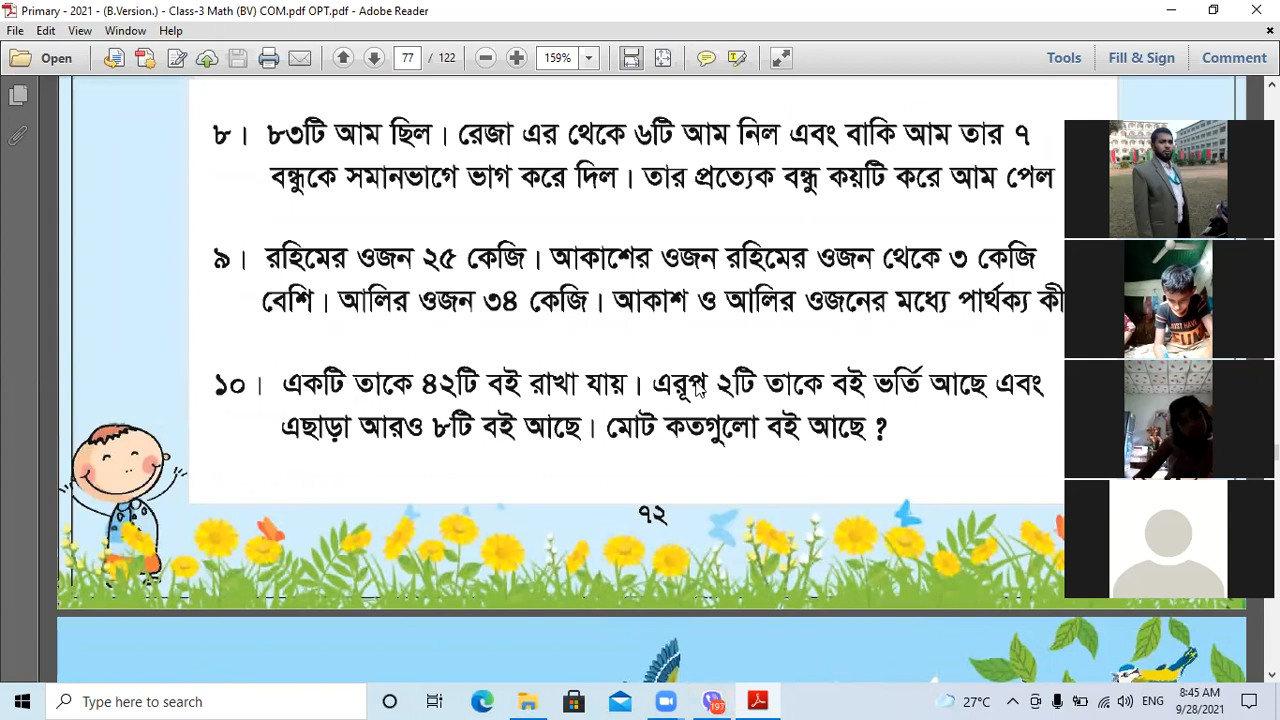 Primary - 2021 - (B.Version.) - Class-3 Math (BV) COM.pdf OPT.pdf - Adobe Reader
File Edit View Window Help
Open 77 / 122 159% Tools Fill & Sign Comment
৮। ৮৩টি আম ছিল। রেজা এর থেকে ৬টি আম নিল এবং বাকি আম তার ৭
বন্ধুকে সমানভাগে ভাগ করে দিল। তার প্রত্যেক বন্ধু কয়টি করে আম পেল
৯। রহিমের ওজন ২৫ কেজি। আকাশের ওজন রহিমের ওজন থেকে ৩ কেজি
বেশি। আলির ওজন ৩৪ কেজি। আকাশ ও আলির ওজনের মধ্যে পার্থক্য কী
১০। একটি তাকে ৪২টি বই রাখা যায়। এরূপ ২টি তাকে বই ভর্তি আছে এবং
এছাড়া আরও ৮টি বই আছে। মোট কতগুলো বই আছে ?
৭২
Type here to search 197 27°C ENG 8:45 AM
9/28/2021